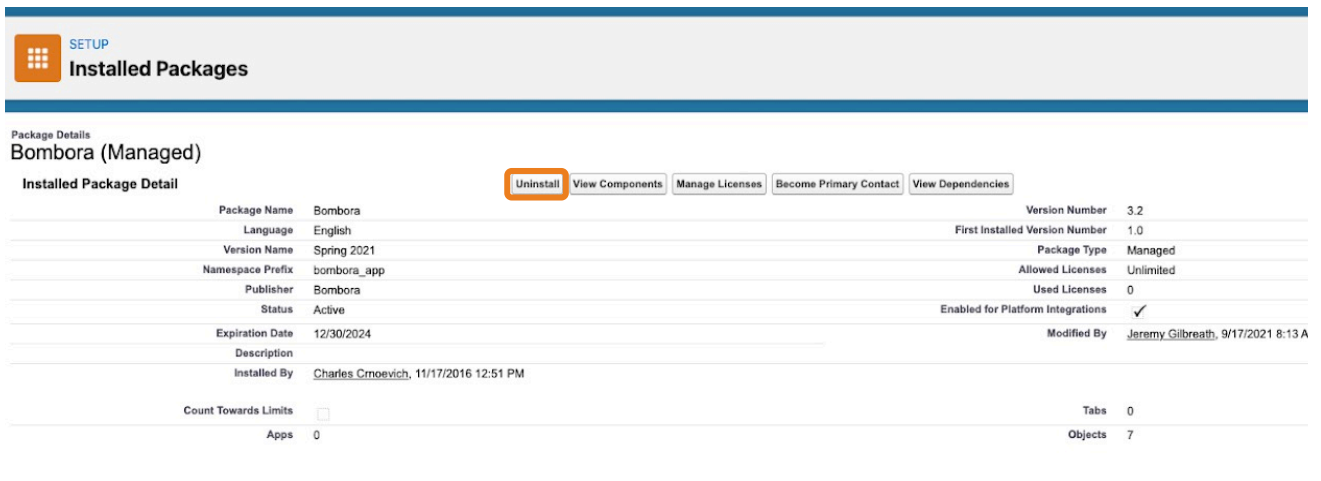 SETUP
Installed Packages
Package Details
Bombora (Managed)
Installed Package Detail
Uninstall View Components Manage Licenses Become Primary Contact View Dependencies
Package Name Bombora Version Number 3.2
Language English First Installed Version Number 1.0
Version Name Spring 2021 Package Type Managed
Namespace Prefix bombora_app Allowed Licenses Unlimited
Publisher Bombora Used Licenses 0
Status Active Enabled for Platform Integrations ✓
Expiration Date 12/30/2024 Modified By Jeremy Gilbreath, 9/17/2021 8:13 A
Description
Installed By Charles Crnoevich, 11/17/2016 12:51 PM
Count Towards Limits Tabs 0
Apps 0 Objects 7